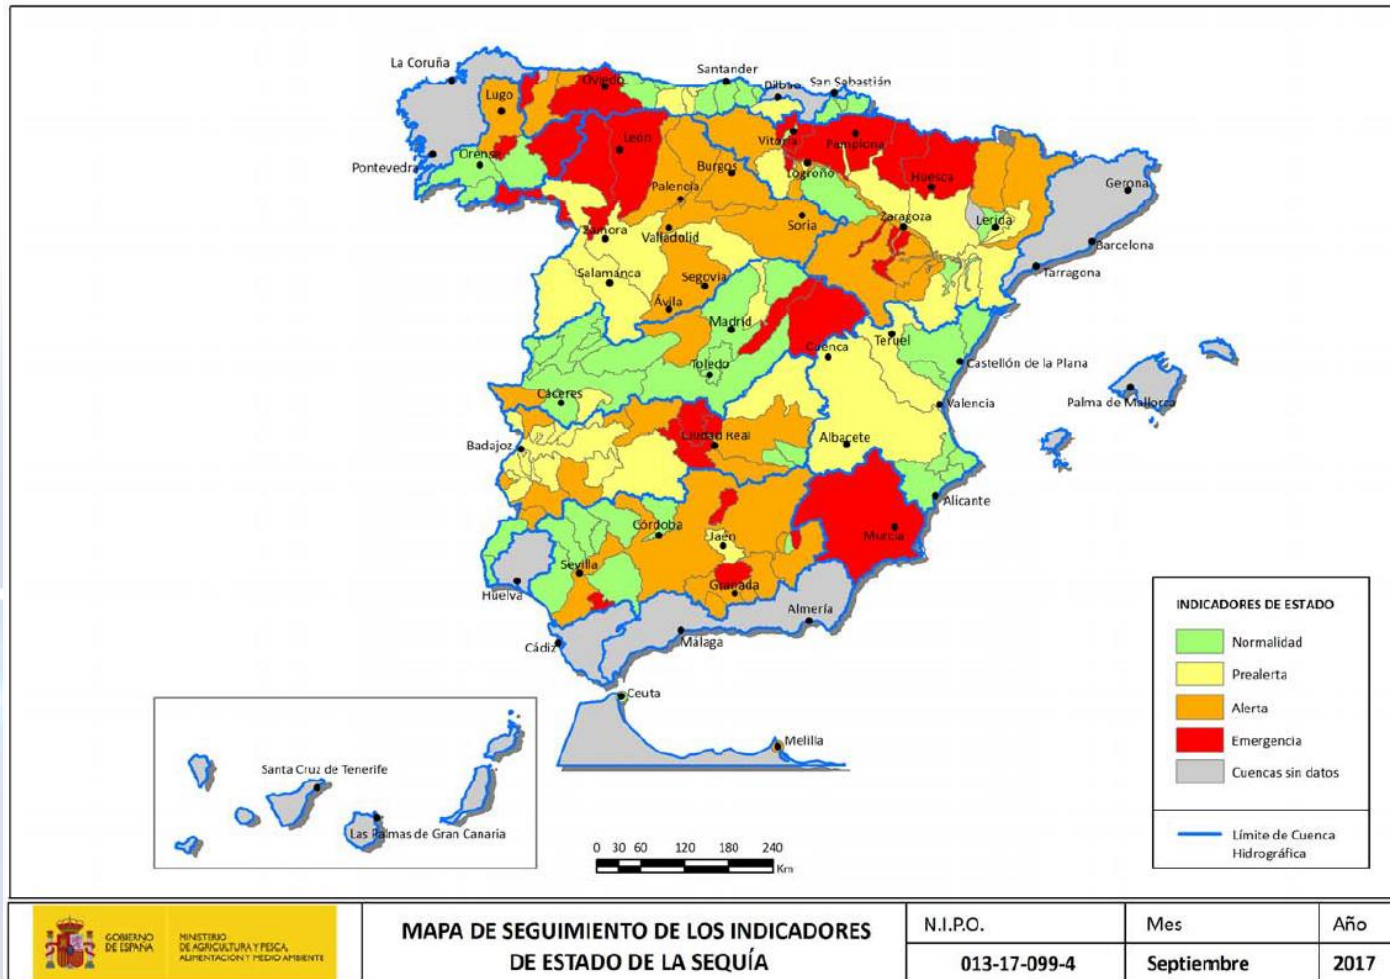 La Coruña
Lugo
Oviedo
Santander
Bilbao
San Sebastián
Pontevedra
Orense
León
Vitoria
Pamplona
Burgos
Logroño
Huesca
Gerona
Palencia
Zamora
Valladolid
Soria
Zaragoza
Lerida
Barcelona
Tarragona
Salamanca
Segovia
Ávila
Madrid
Cuenca
Teruel
Toledo
Castellón de la Plana
Cáceres
Valencia
Palma de Mallorca
Badajoz
Ciudad Real
Albacete
Alicante
Córdoba
Jaén
Murcia
Sevilla
Granada
Huelva
Almería
Cádiz
Málaga
Ceuta
Melilla
Santa Cruz de Tenerife
Las Palmas de Gran Canaria
0 30 60 120 180 240
Km
INDICADORES DE ESTADO
Normalidad
Prealerta
Alerta
Emergencia
Cuencas sin datos
Límite de Cuenca
Hidrográfica
GOBIERNO
DE ESPAÑA
MINISTERIO
DE AGRICULTURA Y PESCA,
ALIMENTACIÓN Y MEDIO AMBIENTE
MAPA DE SEGUIMIENTO DE LOS INDICADORES
DE ESTADO DE LA SEQUÍA
N.I.P.O.
013-17-099-4
Mes
Septiembre
Año
2017